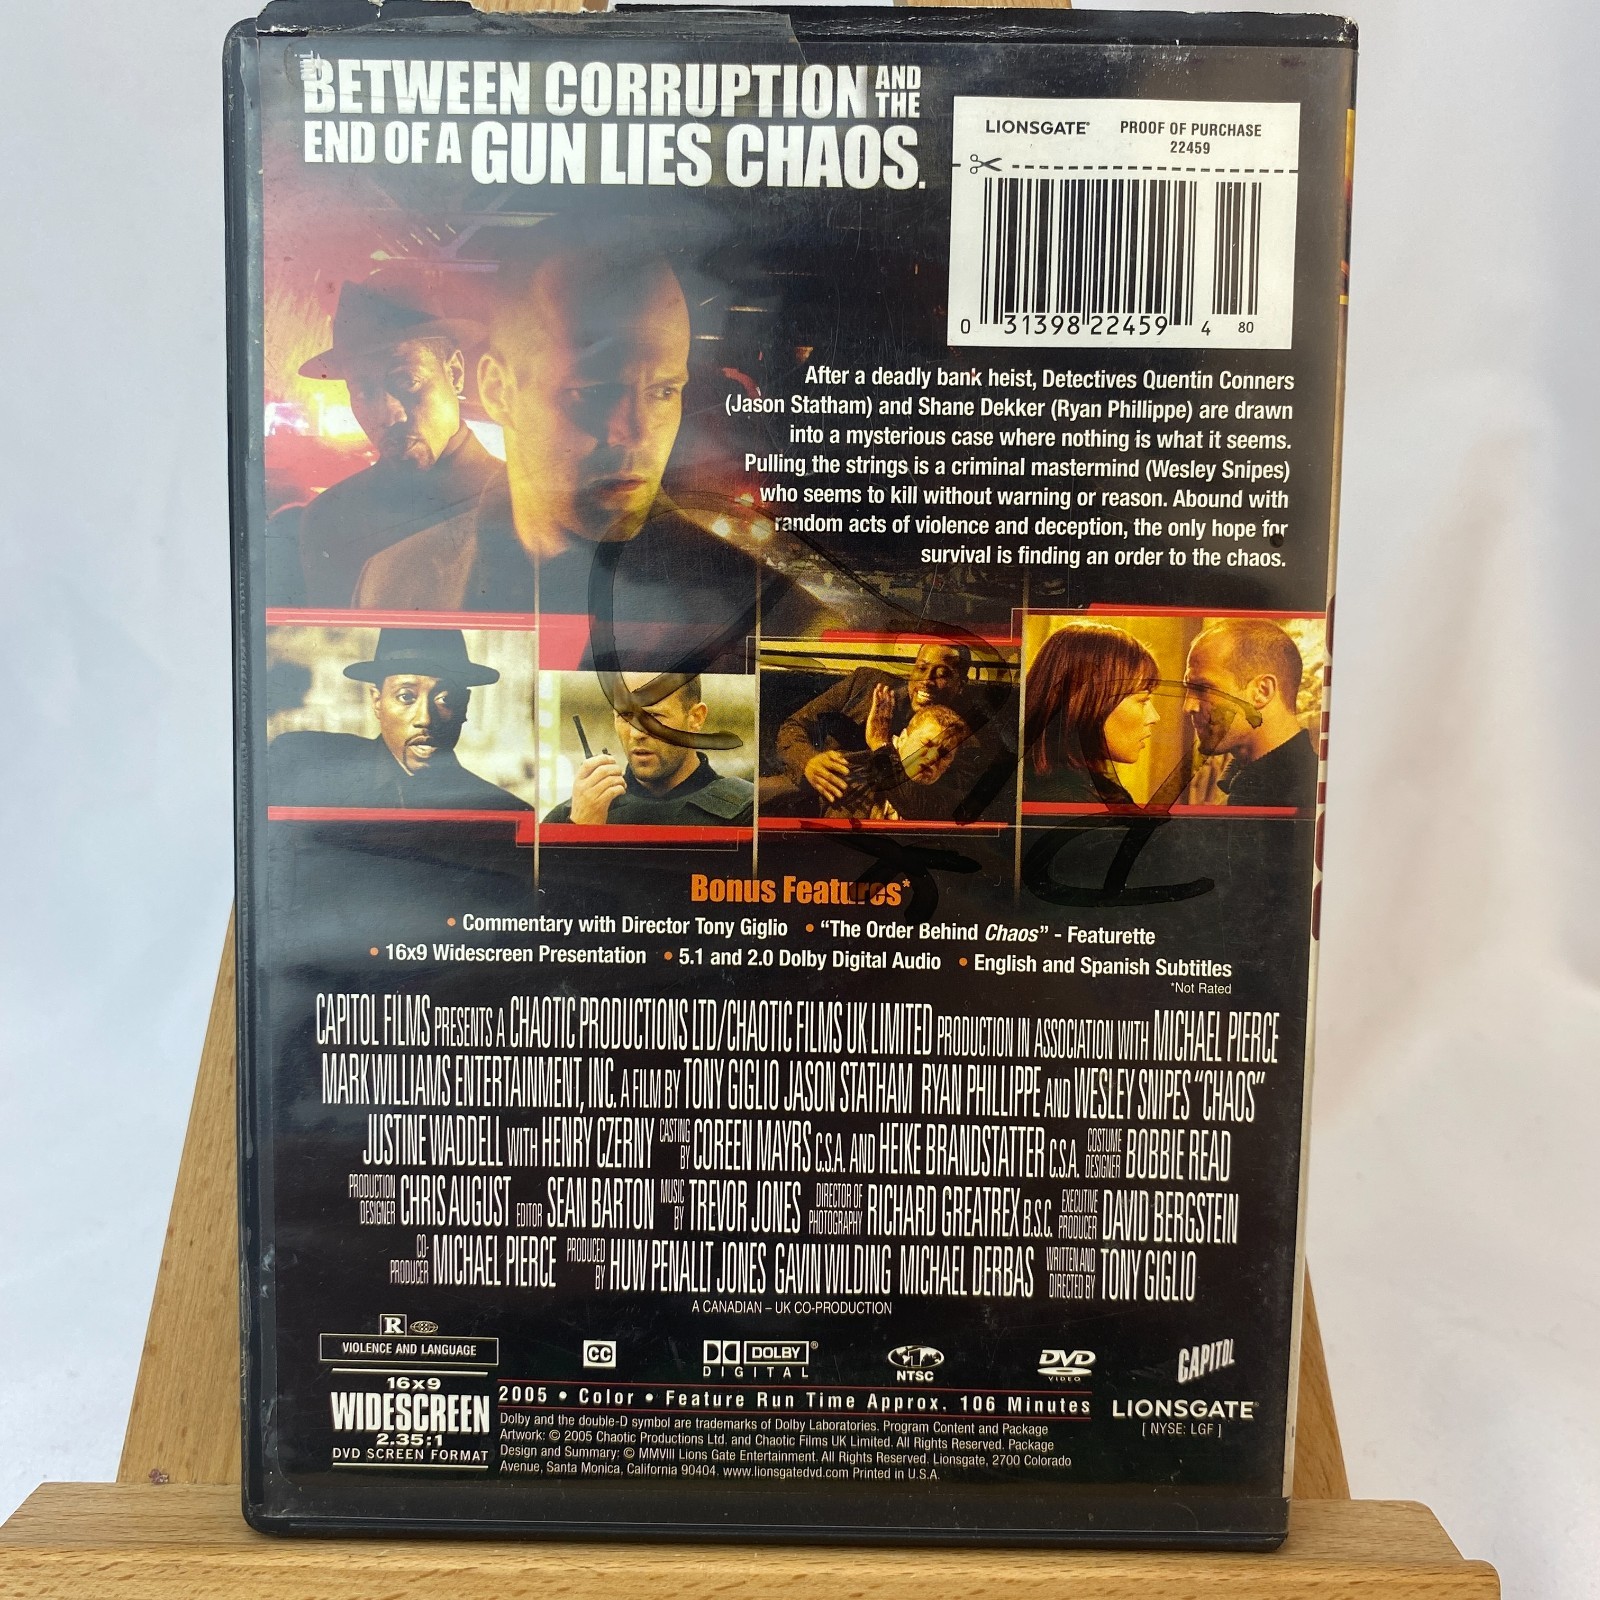 BETWEEN CORRUPTION AND THE
END OF A GUN LIES CHAOS.
LIONSGATE® PROOF OF PURCHASE
22459
0 31398 22459 4 80
After a deadly bank heist, Detectives Quentin Conners
(Jason Statham) and Shane Dekker (Ryan Phillippe) are drawn
into a mysterious case where nothing is what it seems.
Pulling the strings is a criminal mastermind (Wesley Snipes)
who seems to kill without warning or reason. Abound with
random acts of violence and deception, the only hope for
survival is finding an order to the chaos.
Bonus Features*
• Commentary with Director Tony Giglio • “The Order Behind Chaos” - Featurette
• 16x9 Widescreen Presentation • 5.1 and 2.0 Dolby Digital Audio • English and Spanish Subtitles
*Not Rated
CAPITOL FILMS PRESENTS A CHAOTIC PRODUCTIONS LTD/CHAOTIC FILMS UK LIMITED PRODUCTION IN ASSOCIATION WITH MICHAEL PIERCE
MARK WILLIAMS ENTERTAINMENT, INC. A FILM BY TONY GIGLIO JASON STATHAM RYAN PHILLIPPE AND WESLEY SNIPES “CHAOS”
JUSTINE WADDELL WITH HENRY CZERNY CASTING BY COREEN MAYRS C.S.A. AND HEIKE BRANDSTATTER C.S.A. COSTUME DESIGNER BOBBIE READ
PRODUCTION DESIGNER CHRIS AUGUST EDITOR SEAN BARTON MUSIC BY TREVOR JONES DIRECTOR OF PHOTOGRAPHY RICHARD GREATREX B.S.C. EXECUTIVE PRODUCER DAVID BERGSTEIN
CO-PRODUCER MICHAEL PIERCE PRODUCED BY HUW PENALLT JONES GAVIN WILDING MICHAEL DERBAS WRITTEN AND DIRECTED BY TONY GIGLIO
A CANADIAN – UK CO-PRODUCTION
R
VIOLENCE AND LANGUAGE
CC
DOLBY®
DIGITAL
1
NTSC
DVD
VIDEO
CAPITOL
16x9
WIDESCREEN
2.35:1
DVD SCREEN FORMAT
2005 • Color • Feature Run Time Approx. 106 Minutes
Dolby and the double-D symbol are trademarks of Dolby Laboratories. Program Content and Package
Artwork: © 2005 Chaotic Productions Ltd. and Chaotic Films UK Limited. All Rights Reserved. Package
Design and Summary: © MMVIII Lions Gate Entertainment. All Rights Reserved. Lionsgate, 2700 Colorado
Avenue, Santa Monica, California 90404. www.lionsgatedvd.com Printed in U.S.A.
LIONSGATE®
[ NYSE: LGF ]